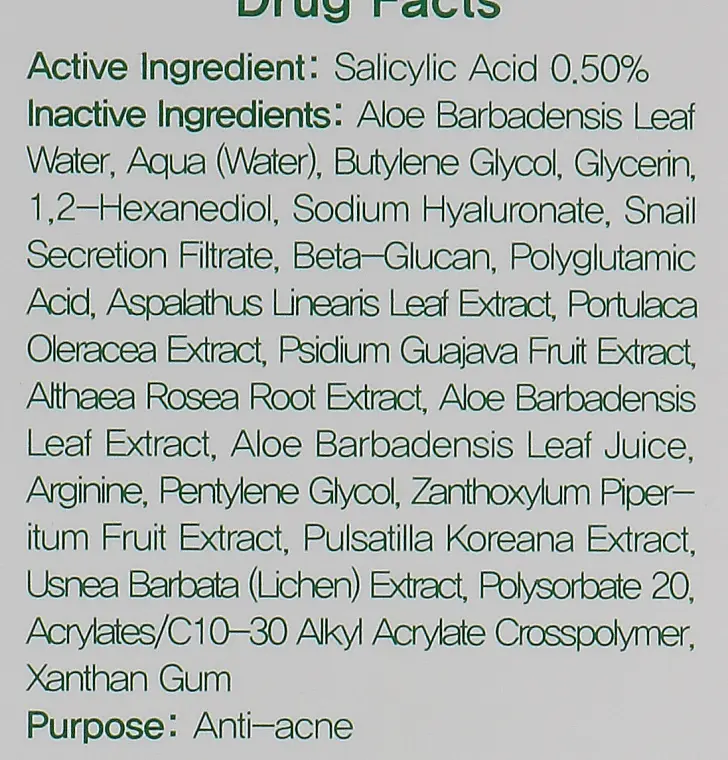 Drug Facts
Active Ingredient: Salicylic Acid 0.50%
Inactive Ingredients: Aloe Barbadensis Leaf
Water, Aqua (Water), Butylene Glycol, Glycerin,
1,2–Hexanediol, Sodium Hyaluronate, Snail
Secretion Filtrate, Beta–Glucan, Polyglutamic
Acid, Aspalathus Linearis Leaf Extract, Portulaca
Oleracea Extract, Psidium Guajava Fruit Extract,
Althaea Rosea Root Extract, Aloe Barbadensis
Leaf Extract, Aloe Barbadensis Leaf Juice,
Arginine, Pentylene Glycol, Zanthoxylum Piper–
itum Fruit Extract, Pulsatilla Koreana Extract,
Usnea Barbata (Lichen) Extract, Polysorbate 20,
Acrylates/C10–30 Alkyl Acrylate Crosspolymer,
Xanthan Gum
Purpose: Anti–acne